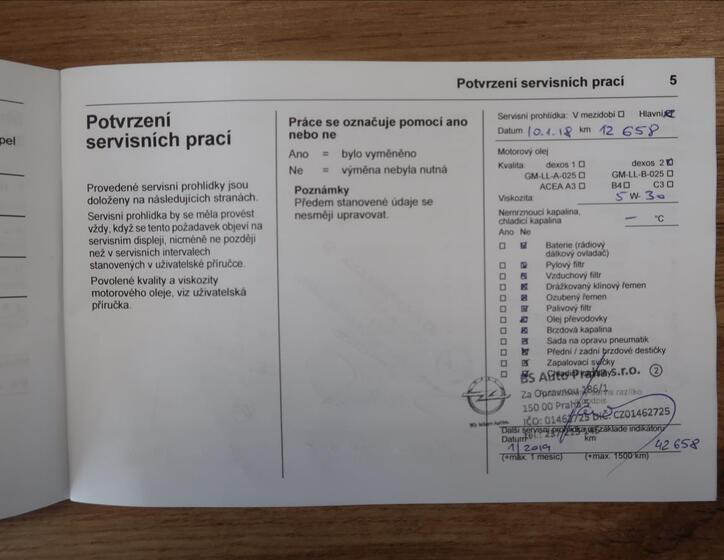 pel
Potvrzení servisních prací 5
Potvrzení
servisních prací
Provedené servisní prohlídky jsou
doloženy na následujících stranách.
Servisní prohlídka by se měla provést
vždy, když se tento požadavek objeví na
servisním displeji, nicméně ne později
než v servisních intervalech
stanovených v uživatelské příručce.
Povolené kvality a viskozity
motorového oleje, viz uživatelská
příručka.
Práce se označuje pomocí ano
nebo ne
Ano = bylo vyměněno
Ne = výměna nebyla nutná
Poznámky
Předem stanovené údaje se
nesmějí upravovat.
Servisní prohlídka: V mezidobí ☐ Hlavní ☒
Datum 10.1.18 km 12 658
Motorový olej
Kvalita: dexos 1 ☐ dexos 2 ☒
GM-LL-A-025 ☐ GM-LL-B-025 ☐
ACEA A3 ☐ B4 ☐ C3 ☐
Viskozita: 5 W- 30
Nemrznoucí kapalina,
chladicí kapalina – °C
Ano Ne
☐ ☒ Baterie (rádiový
dálkový ovladač)
☐ ☒ Pylový filtr
☐ ☒ Vzduchový filtr
☐ ☒ Drážkovaný klínový řemen
☐ ☒ Ozubený řemen
☐ ☒ Palivový filtr
☐ ☒ Olej převodovky
☐ ☒ Brzdová kapalina
☐ ☒ Sada na opravu pneumatik
☐ ☒ Přední / zadní brzdové destičky
☐ ☒ Zapalovací svíčky
☐ ☒ Chladicí
BS Auto Praha s.r.o. 2
Za Opravnou 186/1
150 00 Praha
DIČ: CZ01462725
Další servisní prohlídka na základě indikátoru
Datum km
1/2019 42 658
(+max. 1 měsíc) (+max. 1500 km)